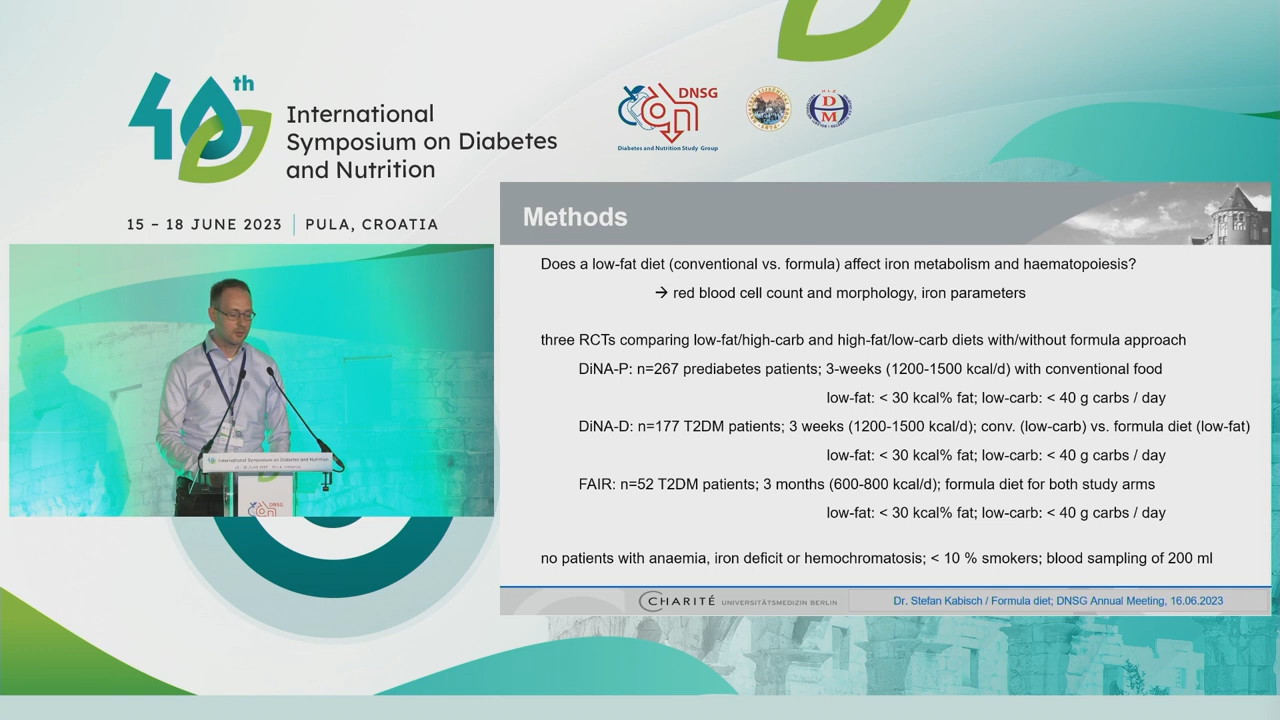 40th
International
Symposium on Diabetes
and Nutrition
15 – 18 JUNE 2023 | PULA, CROATIA
DNSG
Diabetes and Nutrition Study Group
DM
Methods
Does a low-fat diet (conventional vs. formula) affect iron metabolism and haematopoiesis?
→ red blood cell count and morphology, iron parameters
three RCTs comparing low-fat/high-carb and high-fat/low-carb diets with/without formula approach
DiNA-P: n=267 prediabetes patients; 3-weeks (1200-1500 kcal/d) with conventional food
low-fat: < 30 kcal% fat; low-carb: < 40 g carbs / day
DiNA-D: n=177 T2DM patients; 3 weeks (1200-1500 kcal/d); conv. (low-carb) vs. formula diet (low-fat)
low-fat: < 30 kcal% fat; low-carb: < 40 g carbs / day
FAIR: n=52 T2DM patients; 3 months (600-800 kcal/d); formula diet for both study arms
low-fat: < 30 kcal% fat; low-carb: < 40 g carbs / day
no patients with anaemia, iron deficit or hemochromatosis; < 10 % smokers; blood sampling of 200 ml
CHARITÉ UNIVERSITÄTSMEDIZIN BERLIN
Dr. Stefan Kabisch / Formula diet; DNSG Annual Meeting, 16.06.2023
International Symposium on Diabetes and Nutrition